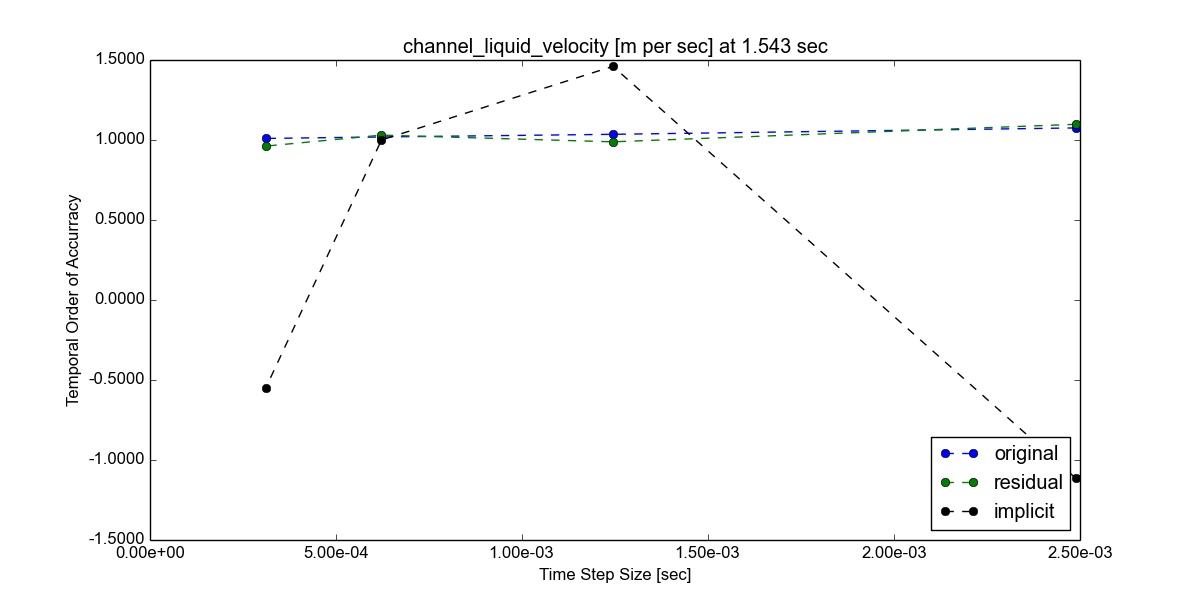 channel_liquid_velocity [m per sec] at 1.543 sec
1.5000
1.0000
0.5000
0.0000
-0.5000
-1.0000
-1.5000
Temporal Order of Accurracy
original
residual
implicit
0.00e+00 5.00e-04 1.00e-03 1.50e-03 2.00e-03 2.50e-03
Time Step Size [sec]